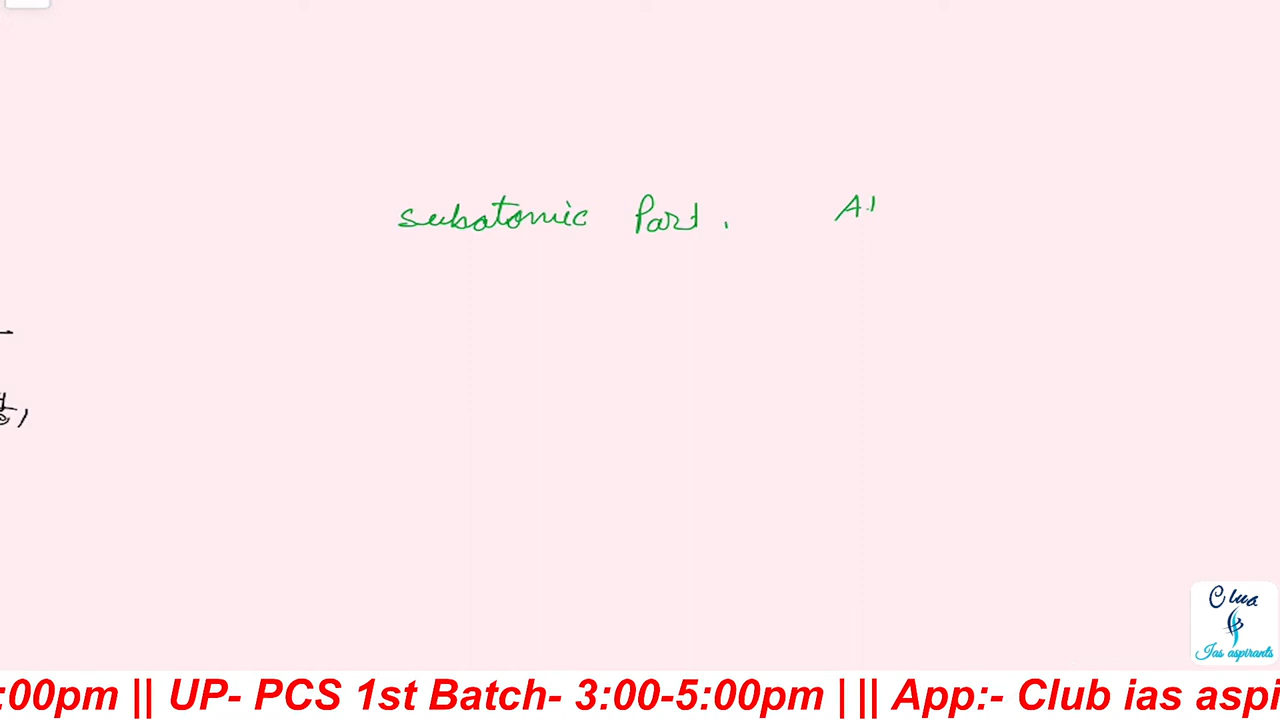 subatomic Part. A.
Club
Ias aspirants
:00pm || UP- PCS 1st Batch- 3:00-5:00pm | || App:- Club ias aspi